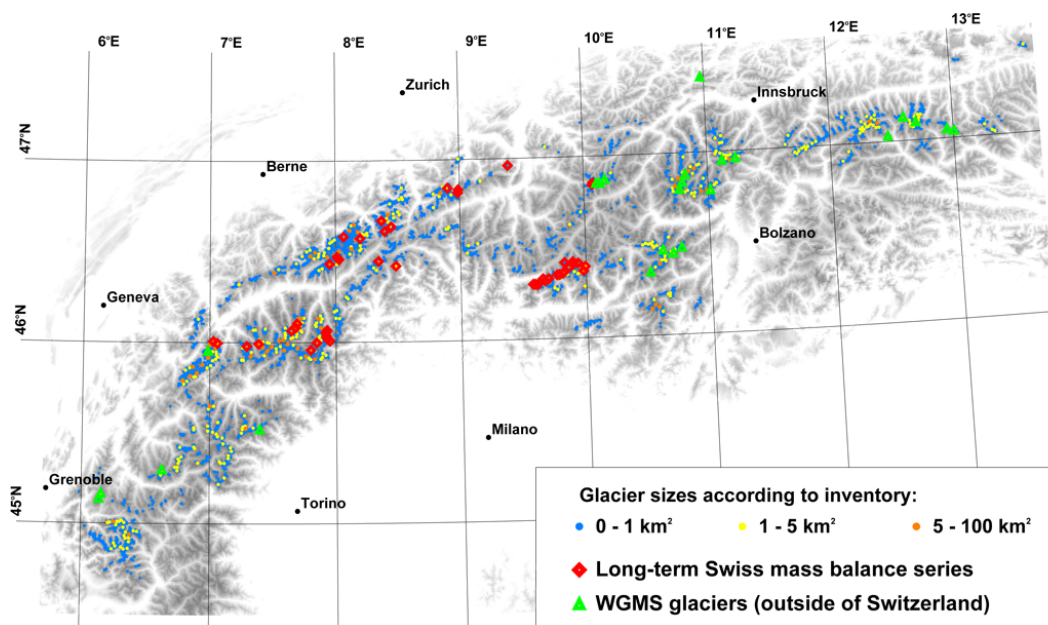 6°E 7°E 8°E 9°E 10°E 11°E 12°E 13°E
Zurich
Innsbruck
47°N
Berne
Bolzano
Geneva
46°N
Milano
Grenoble
Torino
45°N
Glacier sizes according to inventory:
0 - 1 km² 1 - 5 km² 5 - 100 km²
Long-term Swiss mass balance series
WGMS glaciers (outside of Switzerland)